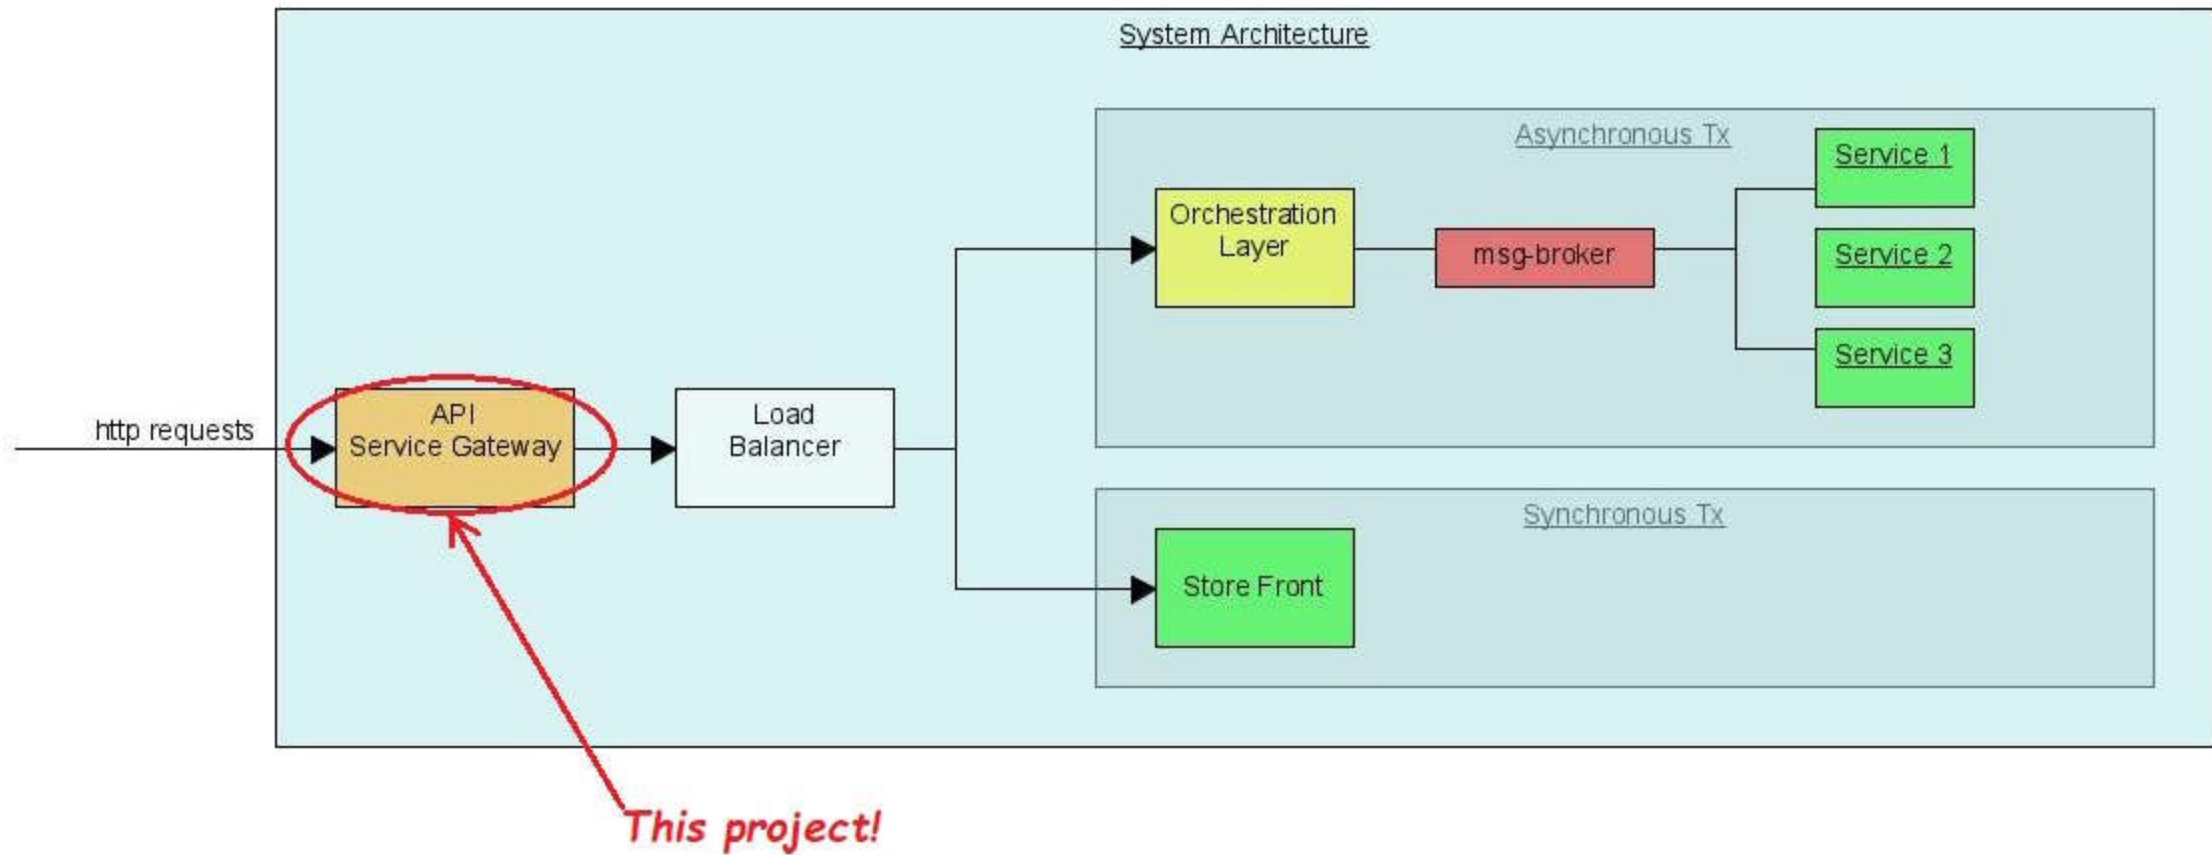 System Architecture
Asynchronous Tx
Service 1
Orchestration
Layer
msg-broker
Service 2
Service 3
http requests
API
Service Gateway
Load
Balancer
Synchronous Tx
Store Front
This project!